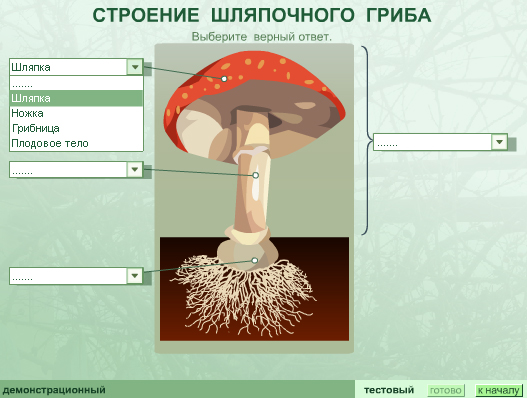 СТРОЕНИЕ ШЛЯПОЧНОГО ГРИБА
Выберите верный ответ.
Шляпка
.......
Шляпка
Ножка
Грибница
Плодовое тело
.......
.......
.......
демонстрационный
тестовый
готово
к началу